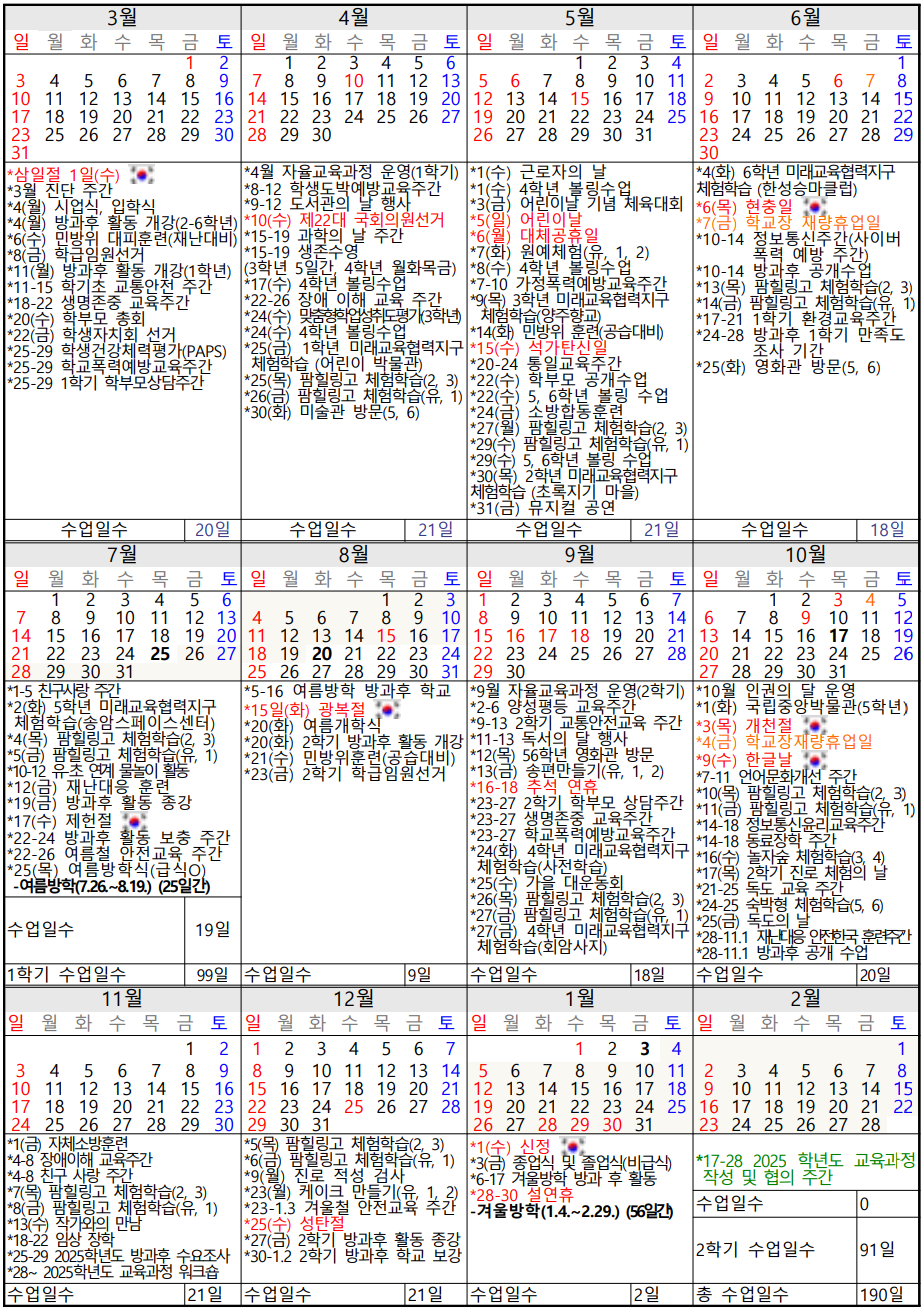 3월
일 월 화 수 목 금 토
1 2
3 4 5 6 7 8 9
10 11 12 13 14 15 16
17 18 19 20 21 22 23
23 25 26 27 28 29 30
31
*삼일절 1일(수)
*3월 진단 주간
*4(월) 시업식, 입학식
*4(월) 방과후 활동 개강(2-6학년)
*6(수) 민방위 대피훈련(재난대비)
*8(금) 학급임원선거
*11(월) 방과후 활동 개강(1학년)
*11-15 학기초 교통안전 주간
*18-22 생명존중 교육주간
*20(수) 학부모 총회
*22(금) 학생자치회 선거
*25-29 학생건강체력평가(PAPS)
*25-29 학교폭력예방교육주간
*25-29 1학기 학부모상담주간
수업일수 20일
4월
일 월 화 수 목 금 토
1 2 3 4 5 6
7 8 9 10 11 12 13
14 15 16 17 18 19 20
21 22 23 24 25 26 27
28 29 30
*4월 자율교육과정 운영(1학기)
*8-12 학생도박예방교육주간
*9-12 도서관의 날 행사
*10(수) 제22대 국회의원선거
*15-19 과학의 날 주간
*15-19 생존수영
(3학년 5일간, 4학년 월화목금)
*17(수) 4학년 볼링수업
*22-26 장애 이해 교육 주간
*24(수) 맞춤형학업성취도평가(3학년)
*24(수) 4학년 볼링수업
*25(금) 1학년 미래교육협력지구
체험학습 (어린이 박물관)
*25(목) 팜힐링고 체험학습(2, 3)
*26(금) 팜힐링고 체험학습(유, 1)
*30(화) 미술관 방문(5, 6)
수업일수 21일
5월
일 월 화 수 목 금 토
1 2 3 4
5 6 7 8 9 10 11
12 13 14 15 16 17 18
19 20 21 22 23 24 25
26 27 28 29 30 31
*1(수) 근로자의 날
*1(수) 4학년 볼링수업
*3(금) 어린이날 기념 체육대회
*5(일) 어린이날
*6(월) 대체공휴일
*7(화) 원예체험(유, 1, 2)
*8(수) 4학년 볼링수업
*7-10 가정폭력예방교육주간
*9(목) 3학년 미래교육협력지구
체험학습(양주향교)
*14(화) 민방위 훈련(공습대비)
*15(수) 석가탄신일
*20-24 통일교육주간
*22(수) 학부모 공개수업
*22(수) 5, 6학년 볼링 수업
*24(금) 소방합동훈련
*27(월) 팜힐링고 체험학습(2, 3)
*29(수) 팜힐링고 체험학습(유, 1)
*29(수) 5, 6학년 볼링 수업
*30(목) 2학년 미래교육협력지구
체험학습 (초록지기 마을)
*31(금) 뮤지컬 공연
수업일수 21일
6월
일 월 화 수 목 금 토
1
2 3 4 5 6 7 8
9 10 11 12 13 14 15
16 17 18 19 20 21 22
23 24 25 26 27 28 29
30
*4(화) 6학년 미래교육협력지구
체험학습 (한성승마클럽)
*6(목) 현충일
*7(금) 학교장 재량휴업일
*10-14 정보통신주간(사이버
폭력 예방 주간)
*10-14 방과후 공개수업
*13(목) 팜힐링고 체험학습(2, 3)
*14(금) 팜힐링고 체험학습(유, 1)
*17-21 1학기 환경교육주간
*24-28 방과후 1학기 만족도
조사 기간
*25(화) 영화관 방문(5, 6)
수업일수 18일
7월
일 월 화 수 목 금 토
1 2 3 4 5 6
7 8 9 10 11 12 13
14 15 16 17 18 19 20
21 22 23 24 25 26 27
28 29 30 31
*1-5 친구사랑 주간
*2(화) 5학년 미래교육협력지구
체험학습(송암스페이스센터)
*4(목) 팜힐링고 체험학습(2, 3)
*5(금) 팜힐링고 체험학습(유, 1)
*10-12 유·초 연계 물놀이 활동
*12(금) 재난대응 훈련
*19(금) 방과후 활동 종강
*17(수) 제헌절
*22-24 방과후 활동 보충 주간
*22-26 여름철 안전교육 주간
*25(목) 여름방학식(급식O)
-여름방학(7.26.~8.19.) (25일간)
수업일수 19일
1학기 수업일수 99일
8월
일 월 화 수 목 금 토
1 2 3
4 5 6 7 8 9 10
11 12 13 14 15 16 17
18 19 20 21 22 23 24
25 26 27 28 29 30 31
*5-16 여름방학 방과후 학교
*15일(목) 광복절
*20(화) 여름개학식
*20(화) 2학기 방과후 활동 개강
*21(수) 민방위훈련(공습대비)
*23(금) 2학기 학급임원선거
수업일수 9일
9월
일 월 화 수 목 금 토
1 2 3 4 5 6 7
8 9 10 11 12 13 14
15 16 17 18 19 20 21
22 23 24 25 26 27 28
29 30
*9월 자율교육과정 운영(2학기)
*2-6 양성평등 교육주간
*9-13 2학기 교통안전교육 주간
*11-13 독서의 달 행사
*12(목) 56학년 영화관 방문
*13(금) 송편만들기(유, 1, 2)
*16-18 추석 연휴
*23-27 2학기 학부모 상담주간
*23-27 생명존중 교육주간
*23-27 학교폭력예방교육주간
*24(화) 4학년 미래교육협력지구
체험학습(사전학습)
*25(수) 가을 대운동회
*26(목) 팜힐링고 체험학습(2, 3)
*27(금) 팜힐링고 체험학습(유, 1)
*27(금) 4학년 미래교육협력지구
체험학습(회암사지)
수업일수 18일
10월
일 월 화 수 목 금 토
1 2 3 4 5
6 7 8 9 10 11 12
13 14 15 16 17 18 19
20 21 22 23 24 25 26
27 28 29 30 31
*10월 인권의 달 운영
*1(화) 국립중앙박물관(5학년)
*3(목) 개천절
*4(금) 학교장재량휴업일
*9(수) 한글날
*7-11 언어문화개선 주간
*10(목) 팜힐링고 체험학습(2, 3)
*11(금) 팜힐링고 체험학습(유, 1)
*14-18 정보통신윤리교육주간
*14-18 동료장학 주간
*16(수) 놀자숲 체험학습(3, 4)
*17(목) 2학기 진로 체험의 날
*21-25 독도 교육 주간
*24-25 숙박형 체험학습(5, 6)
*25(금) 독도의 날
*28-11.1 재난대응 안전한국 훈련주간
*28-11.1 방과후 공개 수업
수업일수 20일
11월
일 월 화 수 목 금 토
1 2
3 4 5 6 7 8 9
10 11 12 13 14 15 16
17 18 19 20 21 22 23
24 25 26 27 28 29 30
*1(금) 자체소방훈련
*4-8 장애이해 교육주간
*4-8 친구 사랑 주간
*7(목) 팜힐링고 체험학습(2, 3)
*8(금) 팜힐링고 체험학습(유, 1)
*13(수) 작가와의 만남
*18-22 임상 장학
*25-29 2025학년도 방과후 수요조사
*28~ 2025학년도 교육과정 워크숍
수업일수 21일
12월
일 월 화 수 목 금 토
1 2 3 4 5 6 7
8 9 10 11 12 13 14
15 16 17 18 19 20 21
22 23 24 25 26 27 28
29 30 31
*5(목) 팜힐링고 체험학습(2, 3)
*6(금) 팜힐링고 체험학습(유, 1)
*9(월) 진로 적성 검사
*23(월) 케이크 만들기(유, 1, 2)
*23-1.3 겨울철 안전교육 주간
*25(수) 성탄절
*27(금) 2학기 방과후 활동 종강
*30-1.2 2학기 방과후 학교 보강
수업일수 21일
1월
일 월 화 수 목 금 토
1 2 3 4
5 6 7 8 9 10 11
12 13 14 15 16 17 18
19 20 21 22 23 24 25
26 27 28 29 30 31
*1(수) 신정
*3(금) 종업식 및 졸업식(비급식)
*6-17 겨울방학 방과 후 활동
*28-30 설연휴
-겨울방학(1.4.~2.29.) (56일간)
수업일수 2일
2월
일 월 화 수 목 금 토
1
2 3 4 5 6 7 8
9 10 11 12 13 14 15
16 17 18 19 20 21 22
23 24 25 26 27 28
*17-28 2025 학년도 교육과정
작성 및 협의 주간
수업일수 0
2학기 수업일수 91일
총 수업일수 190일